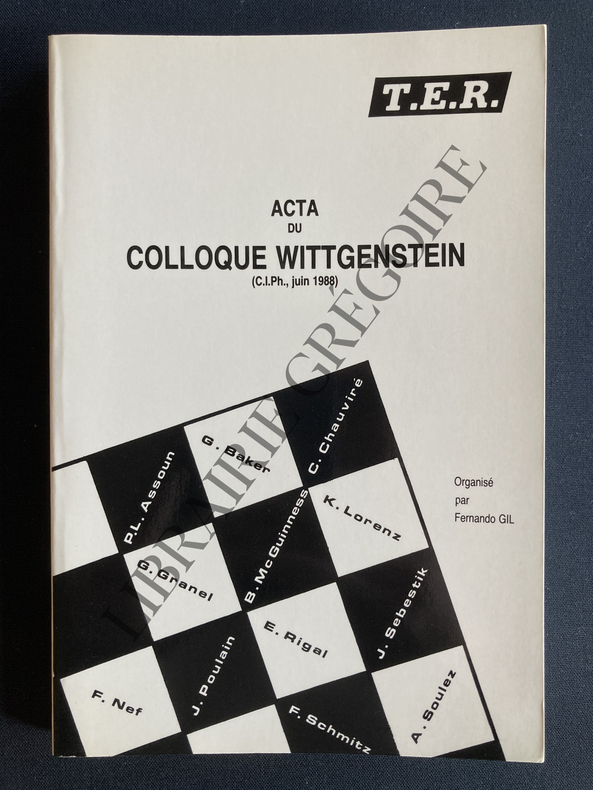 T.E.R.
ACTA
DU
COLLOQUE WITTGENSTEIN
(C.I.Ph., juin 1988)
LIBRAIRIE GRÉGOIRE
P.L. Assoun
G. Baker
C. Chauviré
G. Granel
B. McGuinness
K. Lorenz
Organisé
par
Fernando GIL
F. Nef
J. Poulain
E. Rigal
J. Sebestik
F. Schmitz
A. Soulez